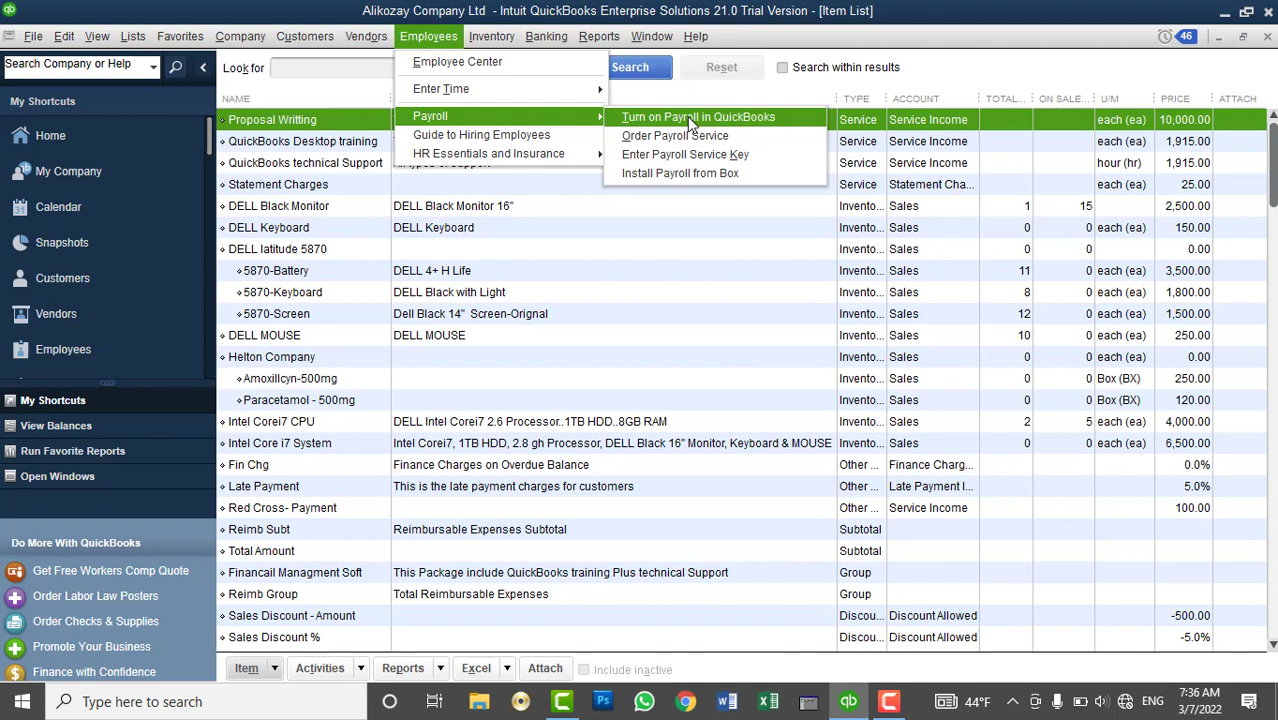 Alikozay Company Ltd - Intuit QuickBooks Enterprise Solutions 21.0 Trial Version - [Item List]
File Edit View Lists Favorites Company Customers Vendors Employees Inventory Banking Reports Window Help 46
Search Company or Help
Look for Search Reset Search within results
My Shortcuts
Home
My Company
Calendar
Snapshots
Customers
Vendors
Employees
My Shortcuts
View Balances
Run Favorite Reports
Open Windows
Do More With QuickBooks
Get Free Workers Comp Quote
Order Labor Law Posters
Order Checks & Supplies
Promote Your Business
Finance with Confidence
Employee Center
Enter Time
Payroll
Guide to Hiring Employees
HR Essentials and Insurance
Turn on Payroll in QuickBooks
Order Payroll Service
Enter Payroll Service Key
Install Payroll from Box
NAME TYPE ACCOUNT TOTAL... ON SALE... U/M PRICE ATTACH
Proposal Writting Service Service Income each (ea) 10,000.00
QuickBooks Desktop training Service Service Income each (ea) 1,915.00
QuickBooks technical Support Service Service Income hour (hr) 1,915.00
Statement Charges Service Statement Cha... 25.00
DELL Black Monitor DELL Black Monitor 16" Invento... Sales 1 15 each (ea) 2,500.00
DELL Keyboard DELL Keyboard Invento... Sales 0 0 each (ea) 150.00
DELL latitude 5870 Invento... Sales 0 0 each (ea) 0.00
5870-Battery DELL 4+ H Life Invento... Sales 11 0 each (ea) 3,500.00
5870-Keyboard DELL Black with Light Invento... Sales 8 0 each (ea) 1,800.00
5870-Screen Dell Black 14" Screen-Orignal Invento... Sales 12 0 each (ea) 1,500.00
DELL MOUSE DELL MOUSE Invento... Sales 10 0 each (ea) 250.00
Helton Company Invento... Sales 0 0 each (ea) 0.00
Amoxillcyn-500mg Invento... Sales 0 0 Box (BX) 250.00
Paracetamol - 500mg Invento... Sales 0 0 Box (BX) 120.00
Intel Corei7 CPU DELL Intel Corei7 2.6 Processor..1TB HDD..8GB RAM Invento... Sales 2 5 each (ea) 4,000.00
Intel Core i7 System Intel Corei7, 1TB HDD, 2.8 gh Processor, DELL Black 16" Monitor, Keyboard & MOUSE Invento... Sales 0 0 each (ea) 6,500.00
Fin Chg Finance Charges on Overdue Balance Other ... Finance Charg... 0.0%
Late Payment This is the late payment charges for customers Other ... Late Payment I... 5.0%
Red Cross- Payment Other ... Service Income 100.00
Reimb Subt Reimbursable Expenses Subtotal Subtotal
Total Amount Subtotal
Financail Managment Soft This Package include QuickBooks training Plus technical Support Group
Reimb Group Total Reimbursable Expenses Group
Sales Discount - Amount Discou... Discount Allowed -500.00
Sales Discount % Discou... Discount Allowed -5.0%
Item Activities Reports Excel Attach Include inactive
Type here to search
44°F ENG
7:36 AM
3/7/2022